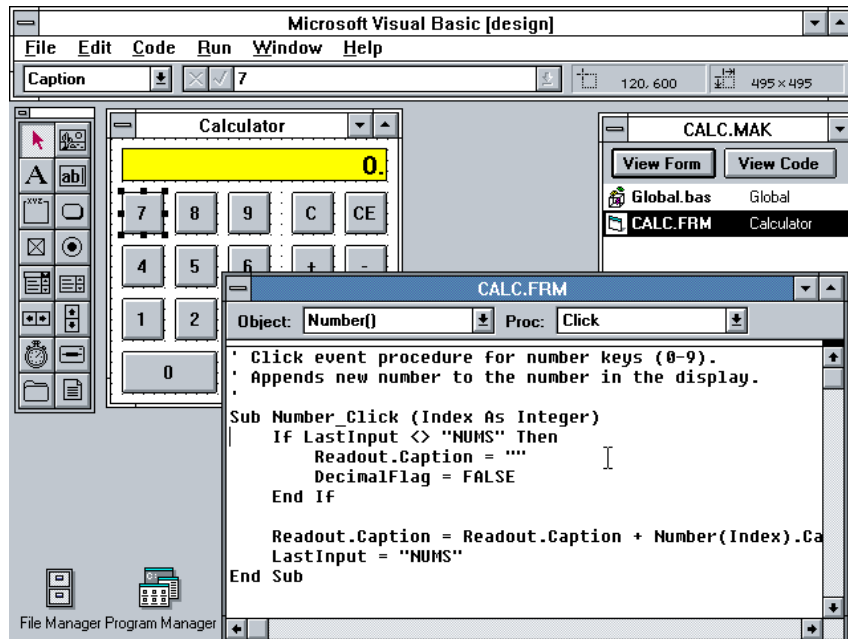 Microsoft Visual Basic [design]
File Edit Code Run Window Help
Caption 7 120, 600 495×495
Calculator
0.
7 8 9 C CE
4 5 6 + -
1 2
0
A ab|
XYZ
CALC.MAK
View Form View Code
Global.bas Global
CALC.FRM Calculator
CALC.FRM
Object: Number() Proc: Click
' Click event procedure for number keys (0-9).
' Appends new number to the number in the display.
'
Sub Number_Click (Index As Integer)
If LastInput <> "NUMS" Then
Readout.Caption = ""
DecimalFlag = FALSE
End If
Readout.Caption = Readout.Caption + Number(Index).Ca
LastInput = "NUMS"
End Sub
File Manager Program Manager